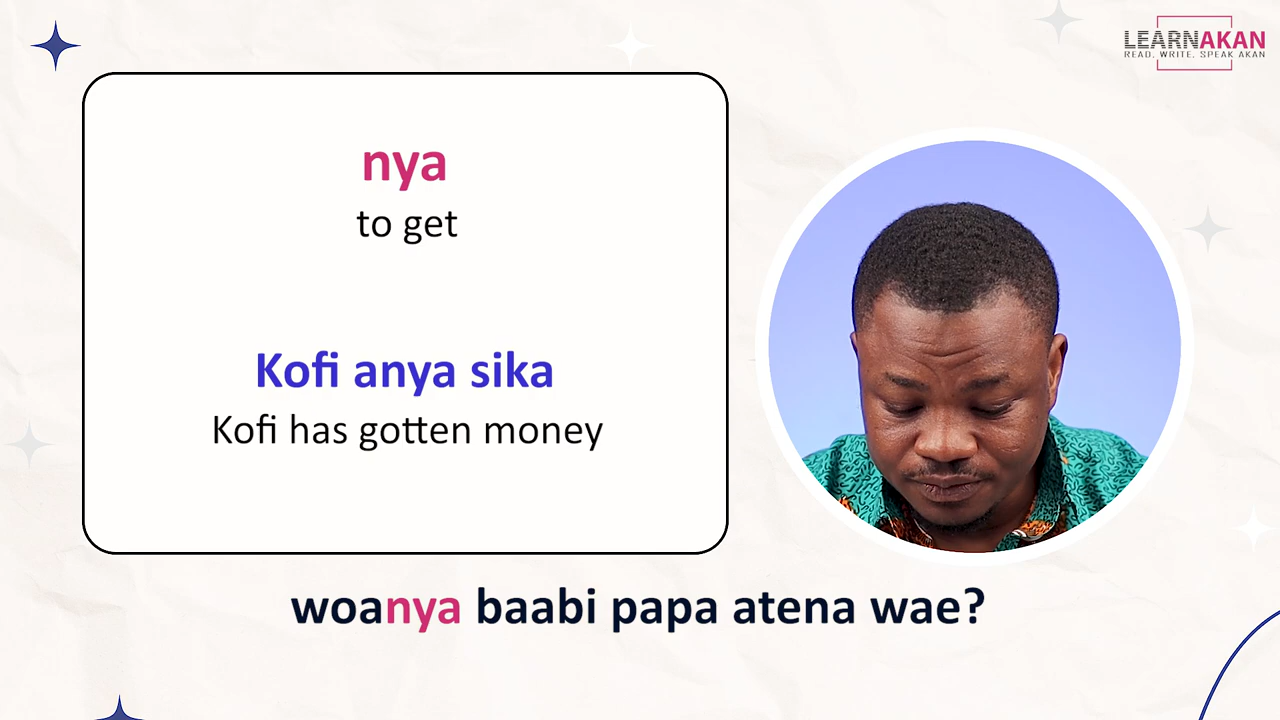 LEARNAKAN
READ. WRITE. SPEAK AKAN
nya
to get
Kofi anya sika
Kofi has gotten money
woanya baabi papa atena wae?